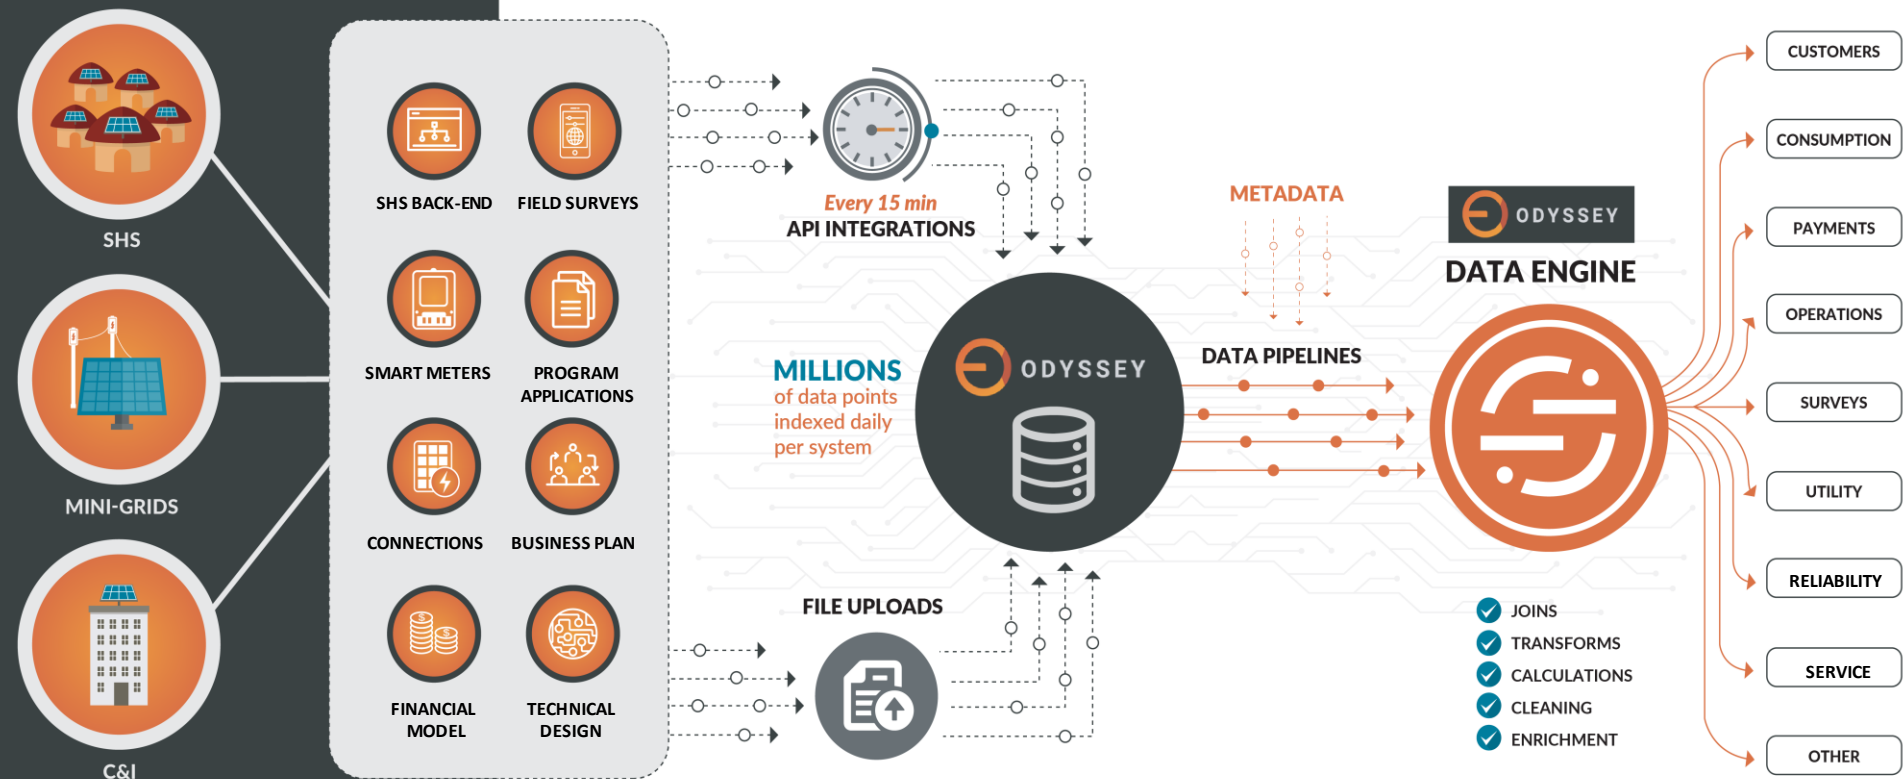 SHS
MINI-GRIDS
C&I
SHS BACK-END
FIELD SURVEYS
SMART METERS
PROGRAM
APPLICATIONS
CONNECTIONS
BUSINESS PLAN
FINANCIAL
MODEL
TECHNICAL
DESIGN
Every 15 min
API INTEGRATIONS
MILLIONS
of data points
indexed daily
per system
ODYSSEY
FILE UPLOADS
METADATA
DATA PIPELINES
ODYSSEY
DATA ENGINE
JOINS
TRANSFORMS
CALCULATIONS
CLEANING
ENRICHMENT
CUSTOMERS
CONSUMPTION
PAYMENTS
OPERATIONS
SURVEYS
UTILITY
RELIABILITY
SERVICE
OTHER